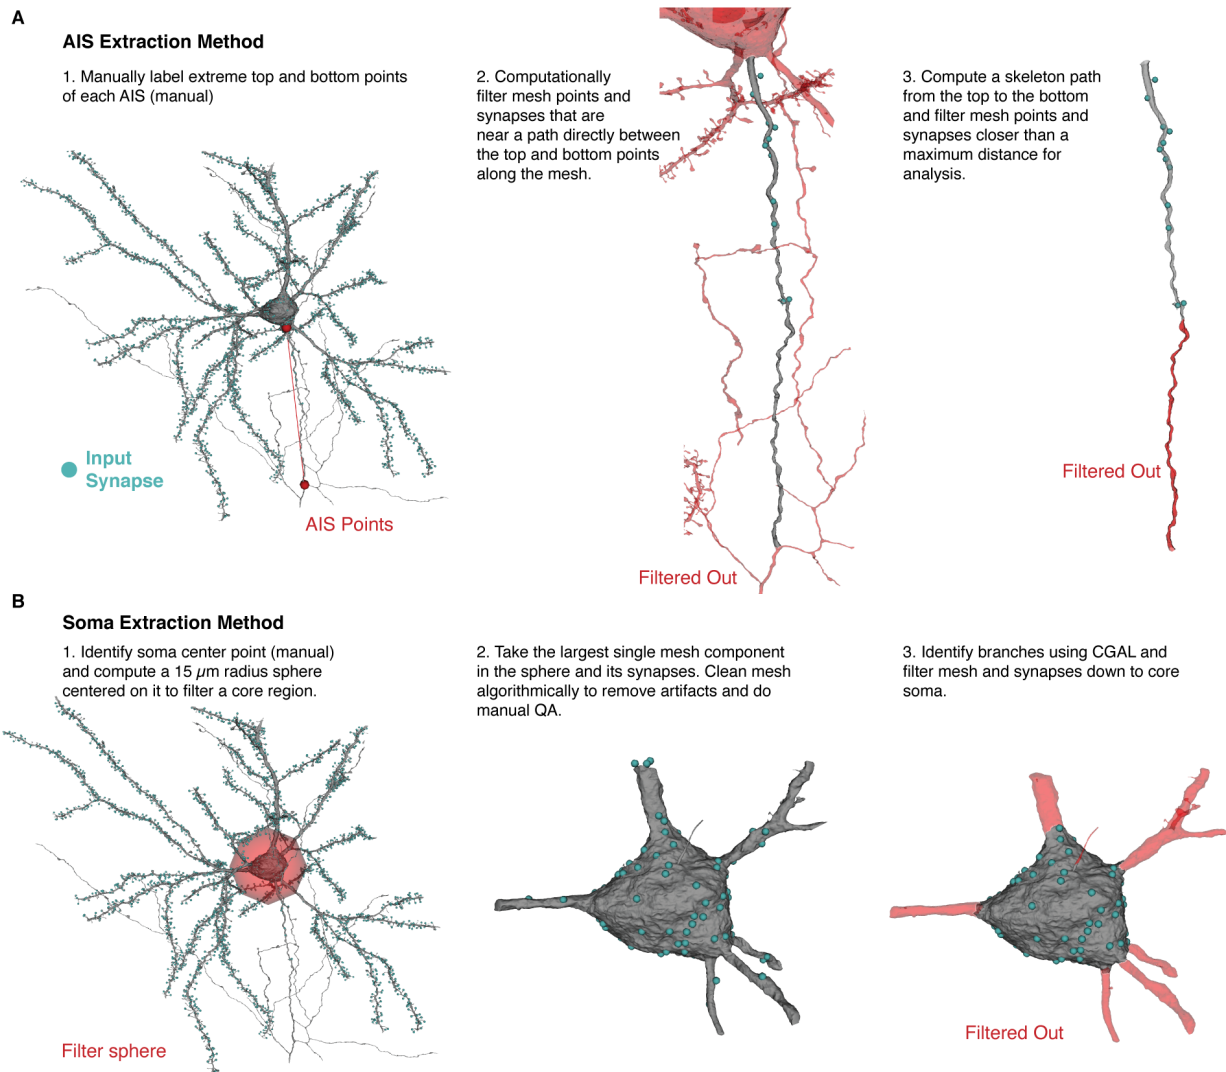 A
AIS Extraction Method
1. Manually label extreme top and bottom points
of each AIS (manual)
2. Computationally
filter mesh points and
synapses that are
near a path directly between
the top and bottom points
along the mesh.
3. Compute a skeleton path
from the top to the bottom
and filter mesh points and
synapses closer than a
maximum distance for
analysis.
Input
Synapse
AIS Points
Filtered Out
Filtered Out
B
Soma Extraction Method
1. Identify soma center point (manual)
and compute a 15 µm radius sphere
centered on it to filter a core region.
2. Take the largest single mesh component
in the sphere and its synapses. Clean mesh
algorithmically to remove artifacts and do
manual QA.
3. Identify branches using CGAL and
filter mesh and synapses down to core
soma.
Filter sphere
Filtered Out